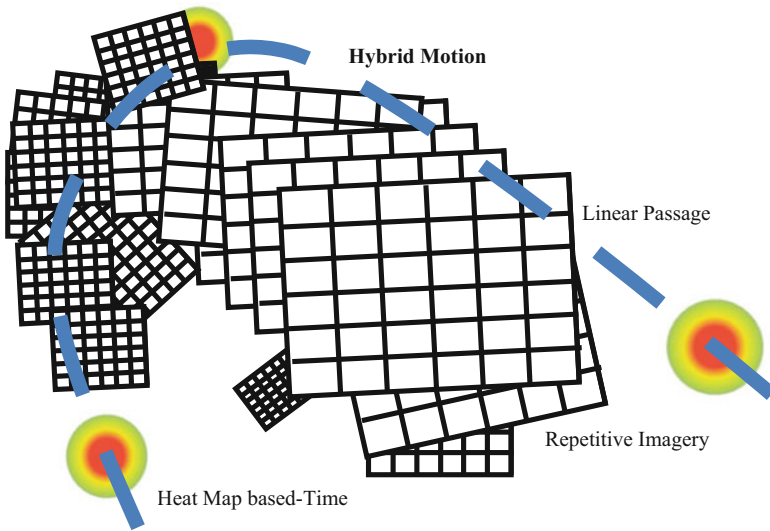 Hybrid Motion
Linear Passage
Repetitive Imagery
Heat Map based-Time